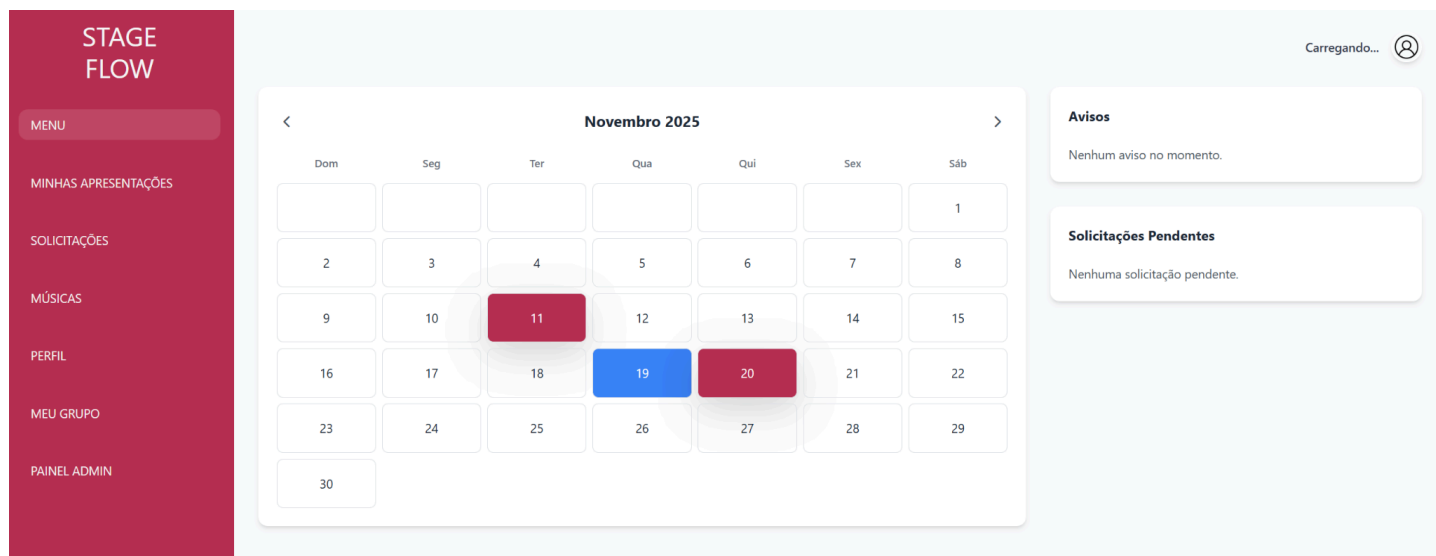 STAGE
FLOW
MENU
MINHAS APRESENTAÇÕES
SOLICITAÇÕES
MÚSICAS
PERFIL
MEU GRUPO
PAINEL ADMIN
Carregando...
Novembro 2025
Dom Seg Ter Qua Qui Sex Sáb
1
2 3 4 5 6 7 8
9 10 11 12 13 14 15
16 17 18 19 20 21 22
23 24 25 26 27 28 29
30
Avisos
Nenhum aviso no momento.
Solicitações Pendentes
Nenhuma solicitação pendente.